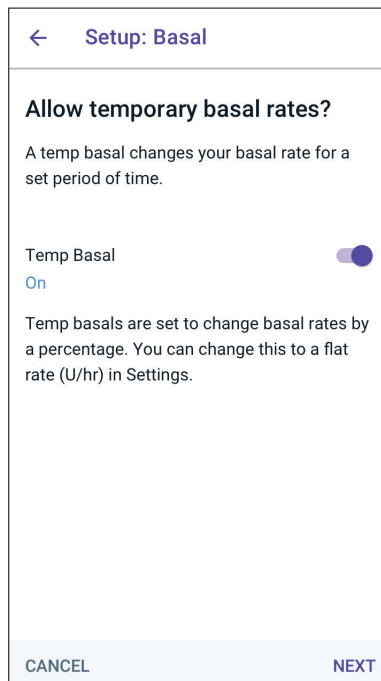 Setup: Basal
Allow temporary basal rates?
A temp basal changes your basal rate for a
set period of time.
Temp Basal
On
Temp basals are set to change basal rates by
a percentage. You can change this to a flat
rate (U/hr) in Settings.
CANCEL NEXT